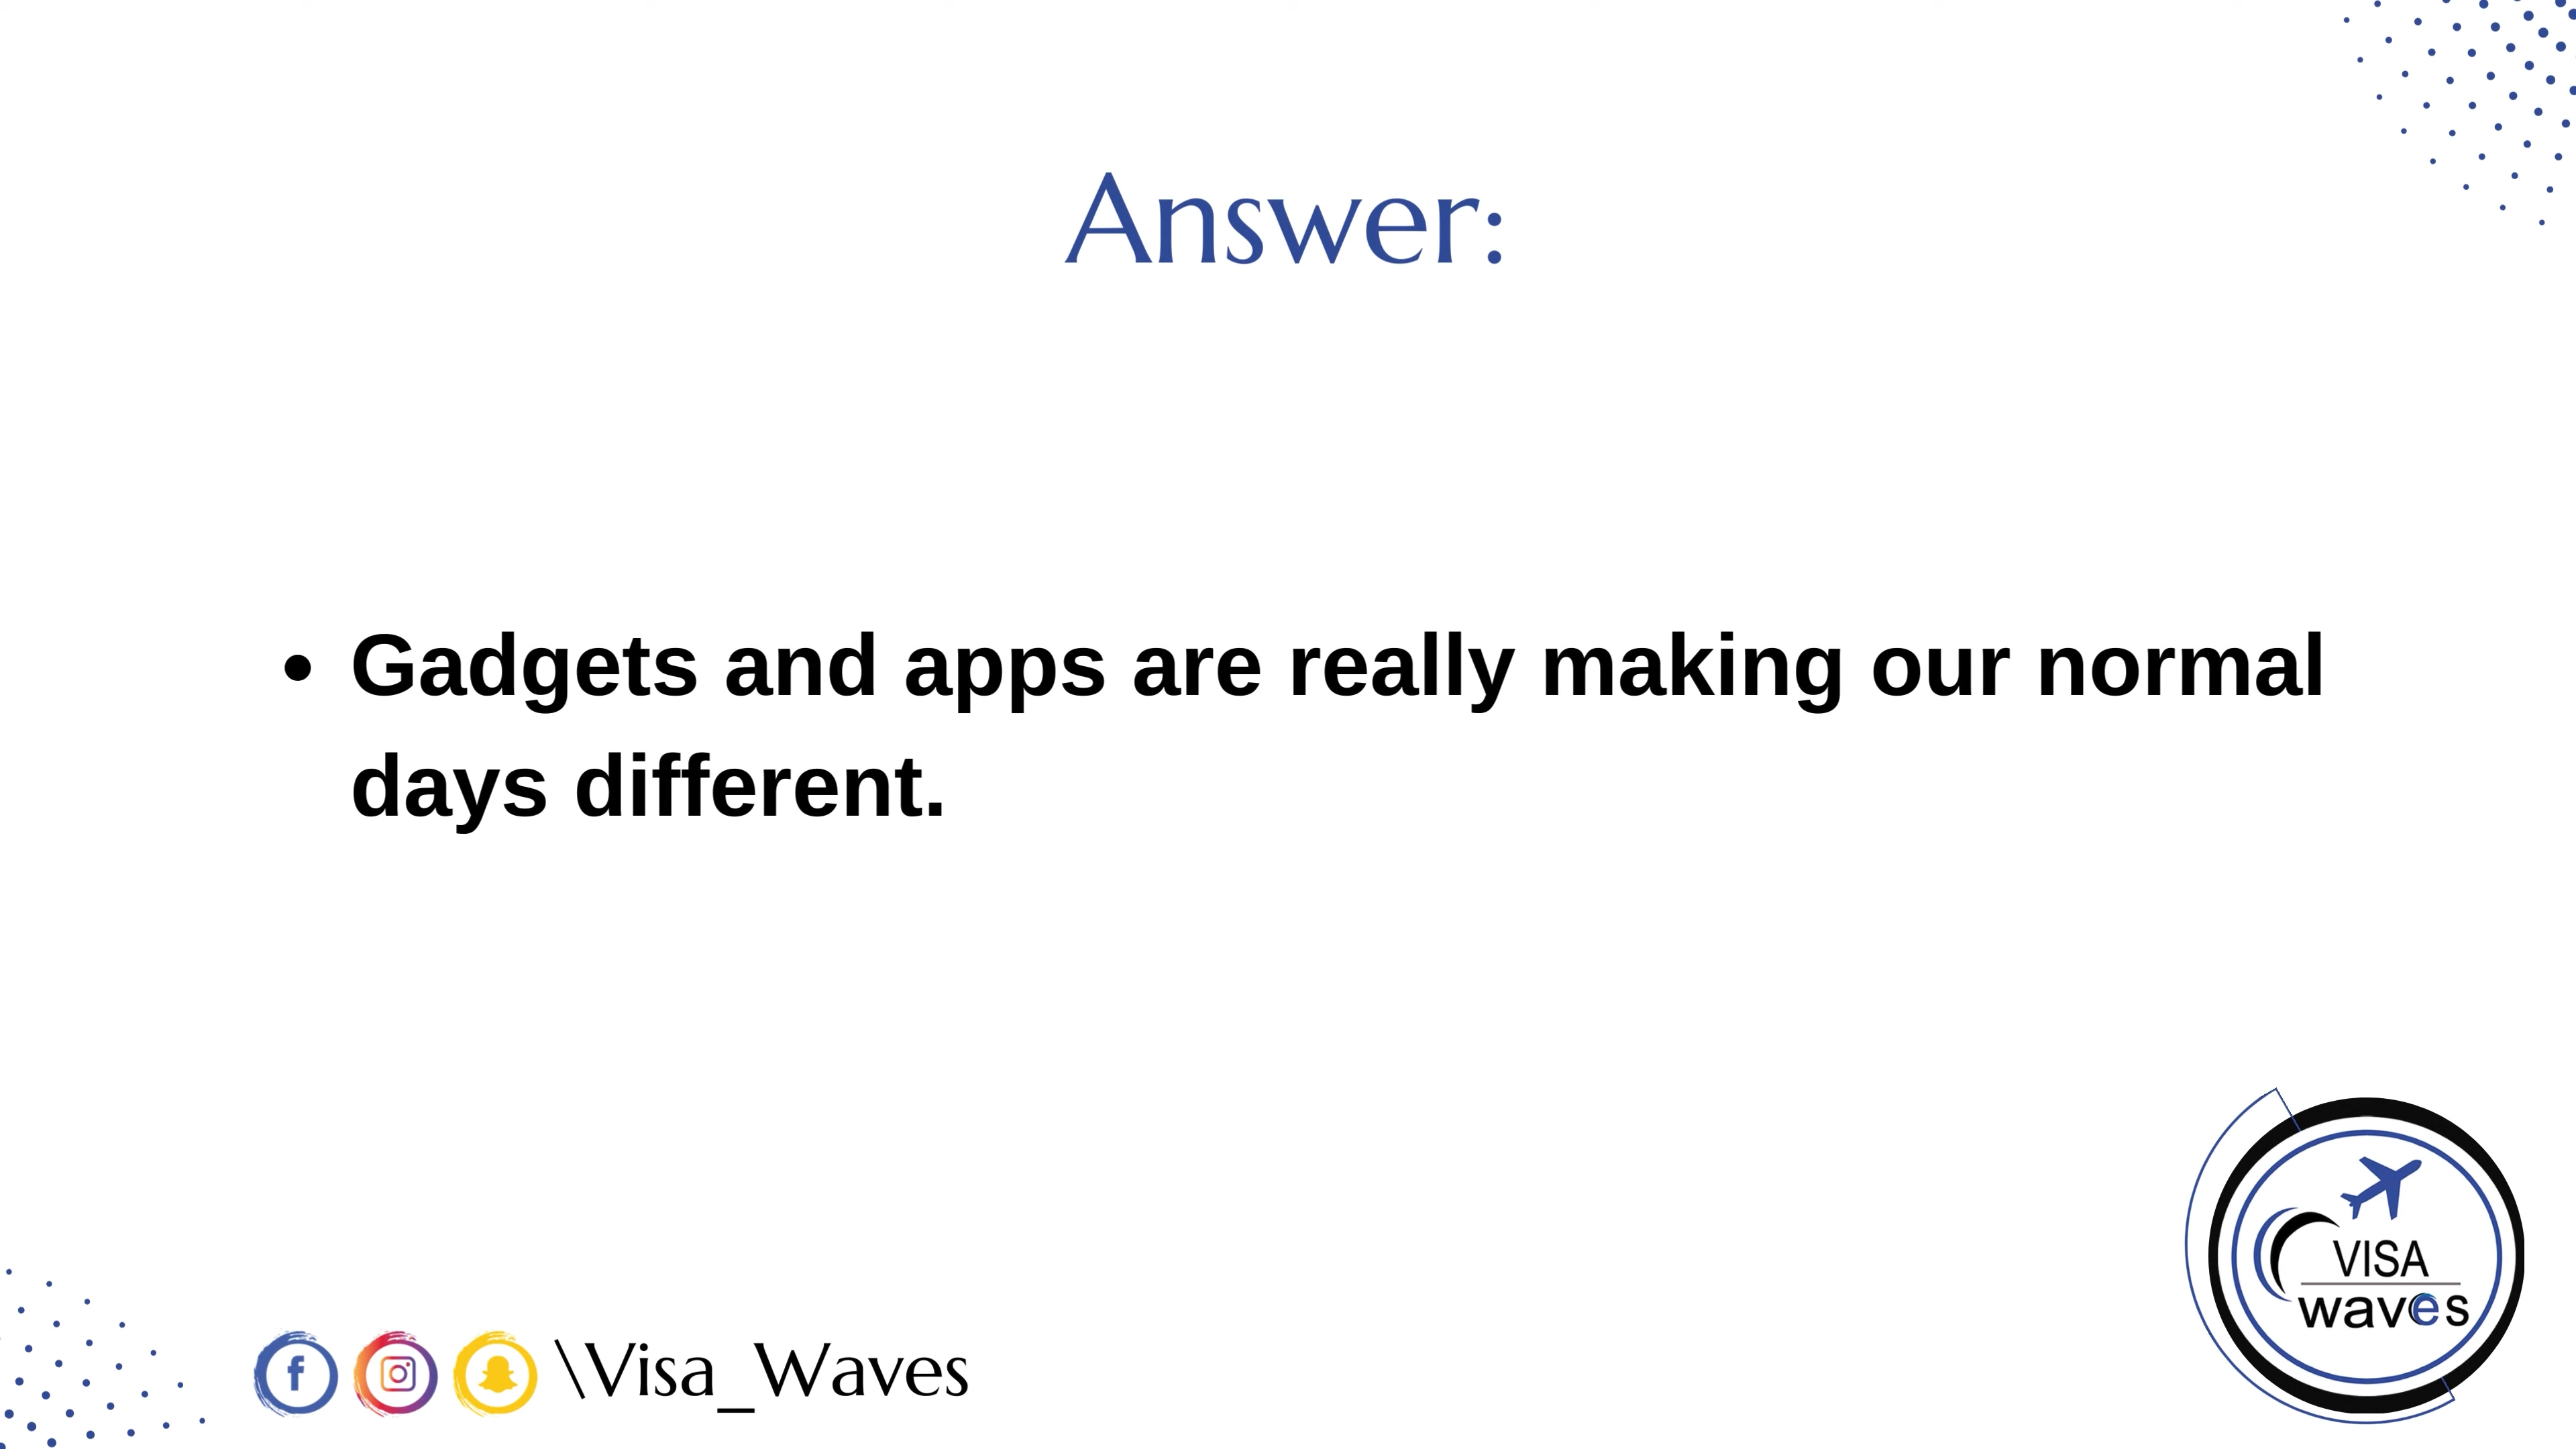 Answer:
• Gadgets and apps are really making our normal
days different.
\Visa_Waves
VISA
waves